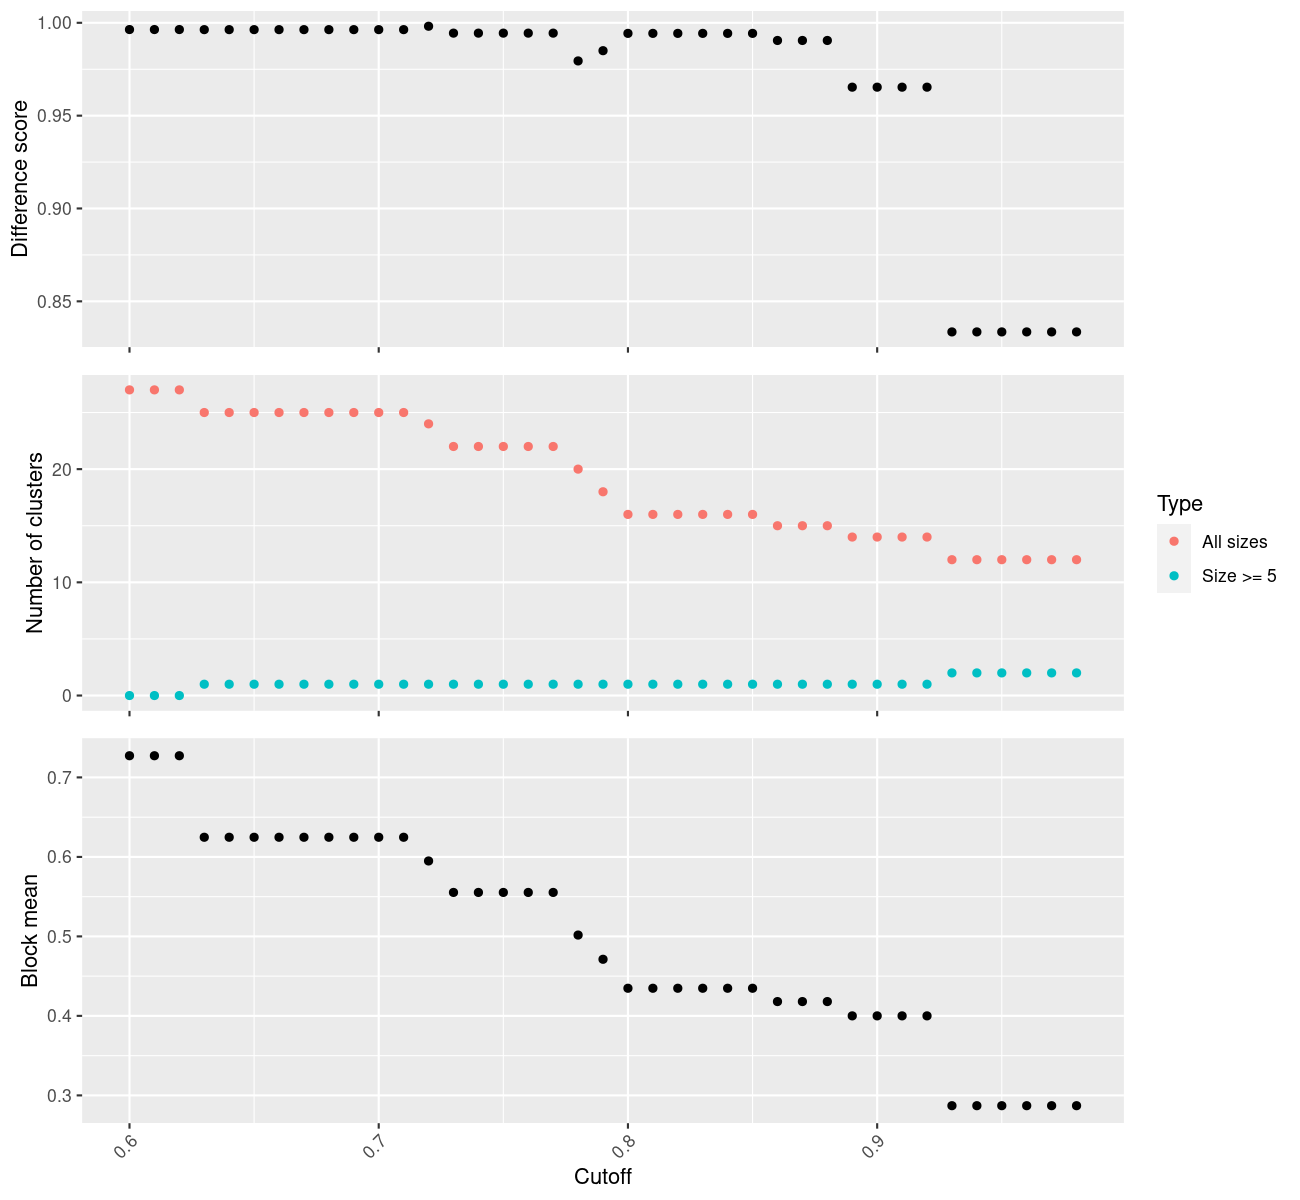 Difference score
1.00
0.95
0.90
0.85
Number of clusters
20
10
0
Type
All sizes
Size >= 5
Block mean
0.7
0.6
0.5
0.4
0.3
0.6 0.7 0.8 0.9
Cutoff